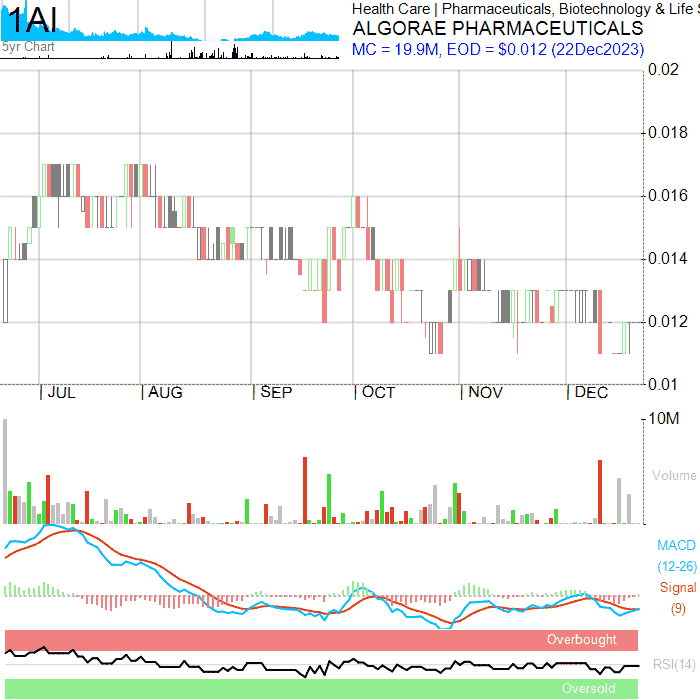 1AI
5yr Chart
Health Care | Pharmaceuticals, Biotechnology & Life S
ALGORAE PHARMACEUTICALS
MC = 19.9M, EOD = $0.012 (22Dec2023)
0.02
0.018
0.016
0.014
0.012
0.01
JUL AUG SEP OCT NOV DEC
10M
Volume
MACD
(12-26)
Signal
(9)
Overbought
RSI(14)
Oversold